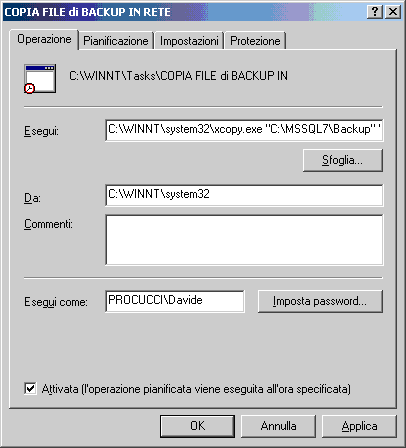 COPIA FILE di BACKUP IN RETE
Operazione Pianificazione Impostazioni Protezione
C:\WINNT\Tasks\COPIA FILE di BACKUP IN
Esegui: C:\WINNT\system32\xcopy.exe "C:\MSSQL7\Backup" "
Sfoglia...
Da: C:\WINNT\system32
Commenti:
Esegui come: PROCUCCI\Davide Imposta password...
Attivata (l'operazione pianificata viene eseguita all'ora specificata)
OK Annulla Applica